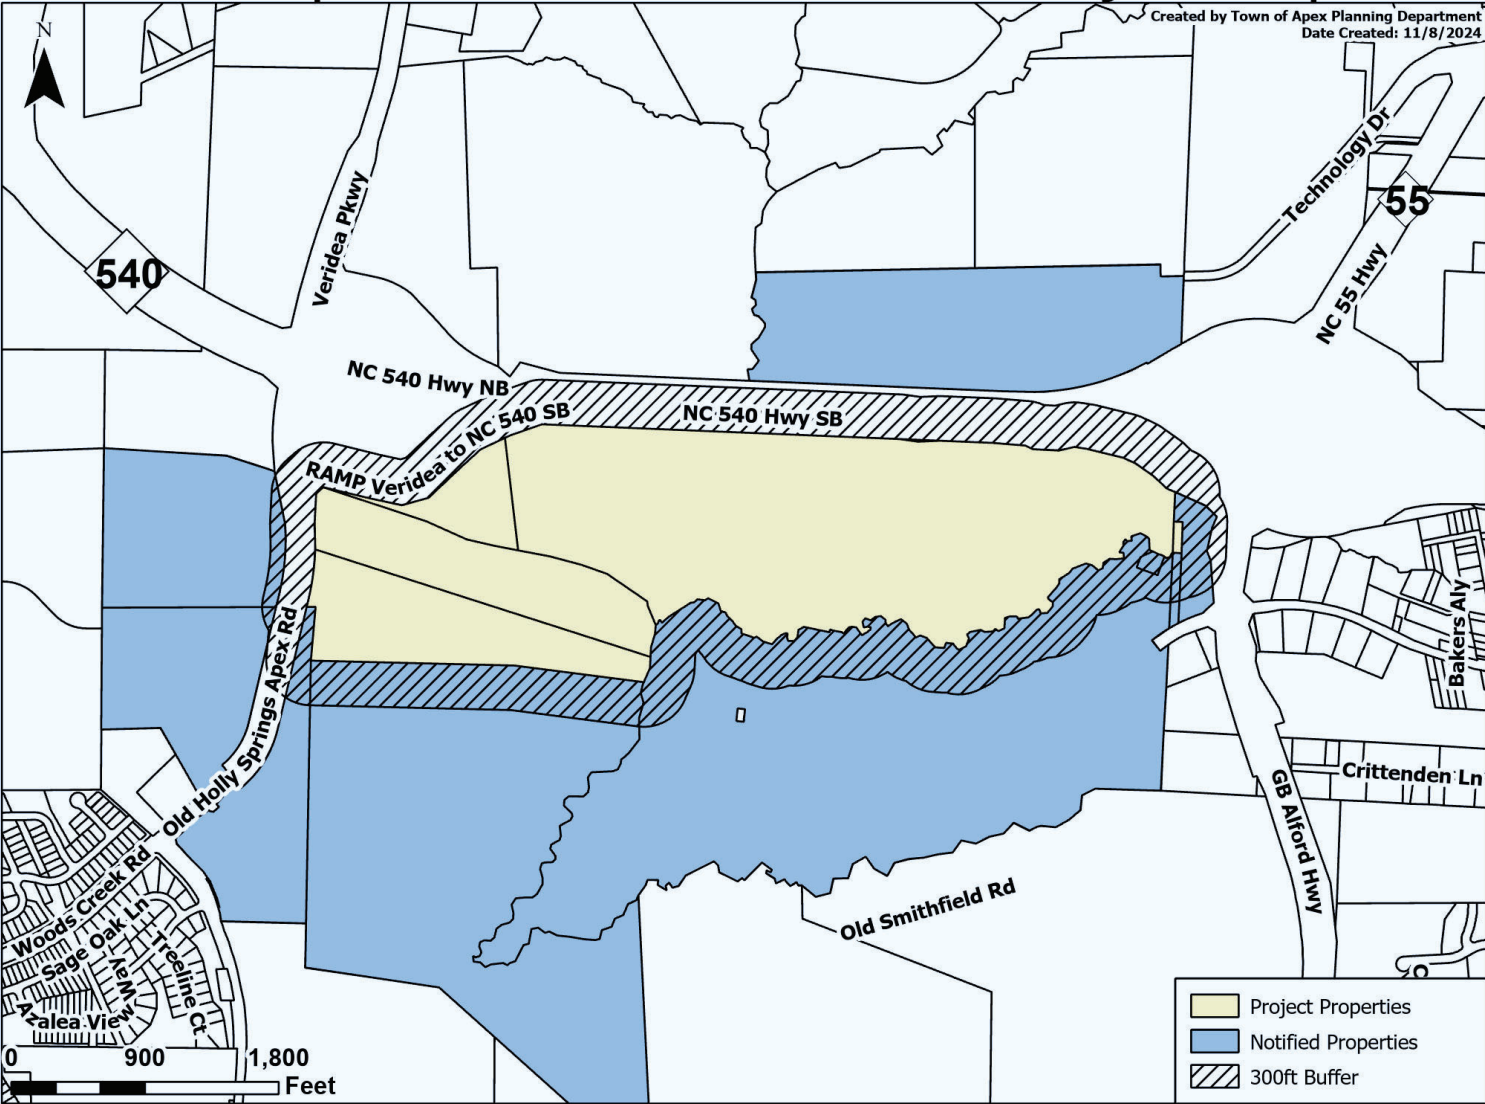 Created by Town of Apex Planning Department
Date Created: 11/8/2024
N
Technology Dr
55
Veridea Pkwy
540
NC 55 Hwy
NC 540 Hwy NB
NC 540 Hwy SB
RAMP Veridea to NC 540 SB
Old Holly Springs Apex Rd
Bakers Aly
Crittenden Ln
GB Alford Hwy
Old Smithfield Rd
Woods Creek Rd
Sage Oak Ln
Treeline Ct
Way
Azalea View
C
0 900 1,800
Feet
Project Properties
Notified Properties
300ft Buffer